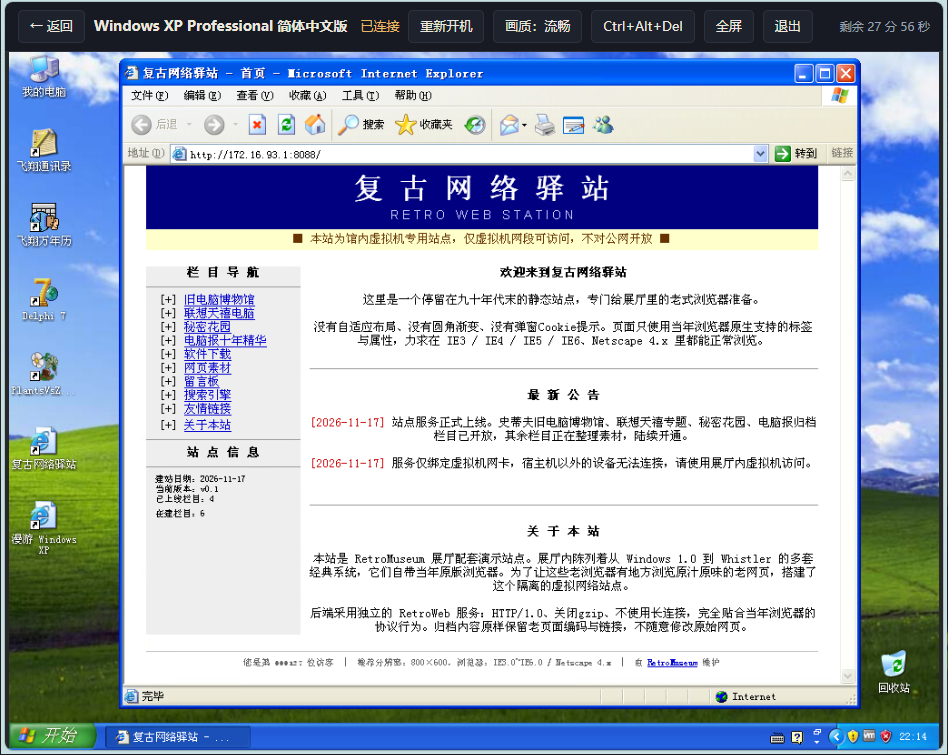 ← 返回 Windows XP Professional 简体中文版 已连接 重新开机 画质：流畅 Ctrl+Alt+Del 全屏 退出 剩余 27 分 56 秒
我的电脑
飞翔通讯录
飞翔万年历
Delphi 7
PlantsVsZ...
复古网络驿站
漫游 Windows
XP
复古网络驿站 - 首页 - Microsoft Internet Explorer
文件(F) 编辑(E) 查看(V) 收藏(A) 工具(T) 帮助(H)
后退 搜索 收藏夹
地址(D) http://172.16.93.1:8088/ 转到 链接
复古网络驿站
RETRO WEB STATION
■ 本站为馆内虚拟机专用站点，仅虚拟机网段可访问，不对公网开放 ■
栏目导航
[+] 旧电脑博物馆
[+] 联想天禧电脑
[+] 秘密花园
[+] 电脑报十年精华
[+] 软件下载
[+] 网页素材
[+] 留言板
[+] 搜索引擎
[+] 友情链接
[+] 关于本站
站点信息
建站日期：2026-11-17
当前版本：v0.1
已上线栏目：4
在建栏目：6
欢迎来到复古网络驿站
这里是一个停留在九十年代末的静态站点，专门给展厅里的老式浏览器准备。
没有自适应布局、没有圆角渐变、没有弹窗Cookie提示。页面只使用当年浏览器原生支持的标签
与属性，力求在 IE3 / IE4 / IE5 / IE6、Netscape 4.x 里都能正常浏览。
最新公告
[2026-11-17] 站点服务正式上线。史蒂夫旧电脑博物馆、联想天禧专题、秘密花园、电脑报归档
栏目已开放，其余栏目正在整理素材，陆续开通。
[2026-11-17] 服务仅绑定虚拟机网卡，宿主机以外的设备无法连接，请使用展厅内虚拟机访问。
关于本站
本站是 RetroMuseum 展厅配套演示站点。展厅内陈列着从 Windows 1.0 到 Whistler 的多套
经典系统，它们自带当年原版浏览器。为了让这些老浏览器有地方浏览原汁原味的老网页，搭建了
这个隔离的虚拟网络站点。
后端采用独立的 RetroWeb 服务：HTTP/1.0、关闭gzip、不使用长连接，完全贴合当年浏览器的
协议行为。归档内容原样保留老页面编码与链接，不随意修改原始网页。
您是第 位访客 | 推荐分辨率：800×600，浏览器：IE3.0~IE6.0 / Netscape 4.x | 由 RetroMuseum 维护
完毕 Internet
回收站
开始 复古网络驿站 - ... 22:14